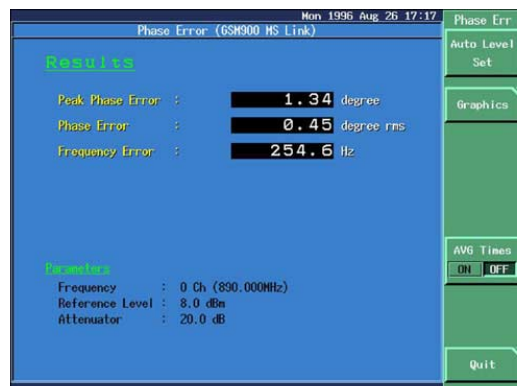 Mon 1996 Aug 26 17:17
Phase Error (GSM900 MS Link)
Results
Peak Phase Error : 1.34 degree
Phase Error : 0.45 degree rms
Frequency Error : 254.6 Hz
Parameters
Frequency : 0 Ch (890.000MHz)
Reference Level : 8.0 dBm
Attenuator : 20.0 dB
Phase Err
Auto Level
Set
Graphics
AVG Times
ON OFF
Quit